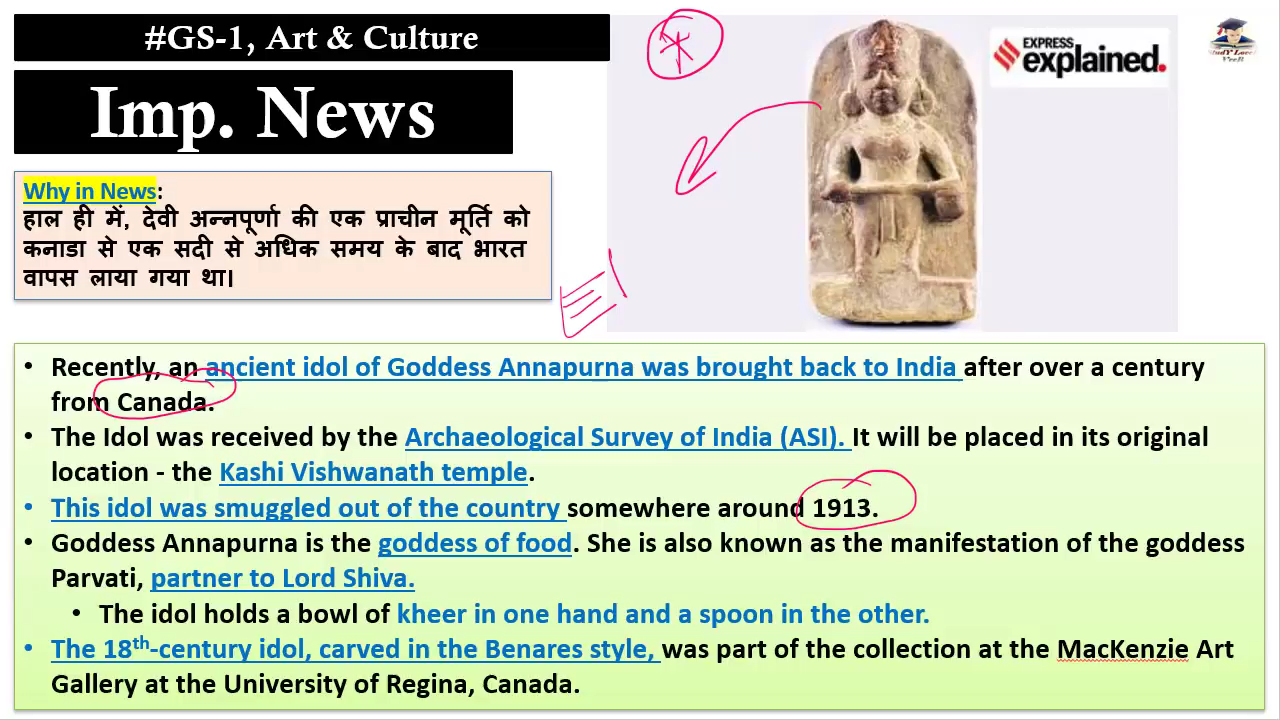 #GS-1, Art & Culture
Imp. News
EXPRESS
explained.
Why in News:
हाल ही में, देवी अन्नपूर्णा की एक प्राचीन मूर्ति को
कनाडा से एक सदी से अधिक समय के बाद भारत
वापस लाया गया था।
• Recently, an ancient idol of Goddess Annapurna was brought back to India after over a century
from Canada.
• The Idol was received by the Archaeological Survey of India (ASI). It will be placed in its original
location - the Kashi Vishwanath temple.
• This idol was smuggled out of the country somewhere around 1913.
• Goddess Annapurna is the goddess of food. She is also known as the manifestation of the goddess
Parvati, partner to Lord Shiva.
• The idol holds a bowl of kheer in one hand and a spoon in the other.
• The 18th-century idol, carved in the Benares style, was part of the collection at the MacKenzie Art
Gallery at the University of Regina, Canada.